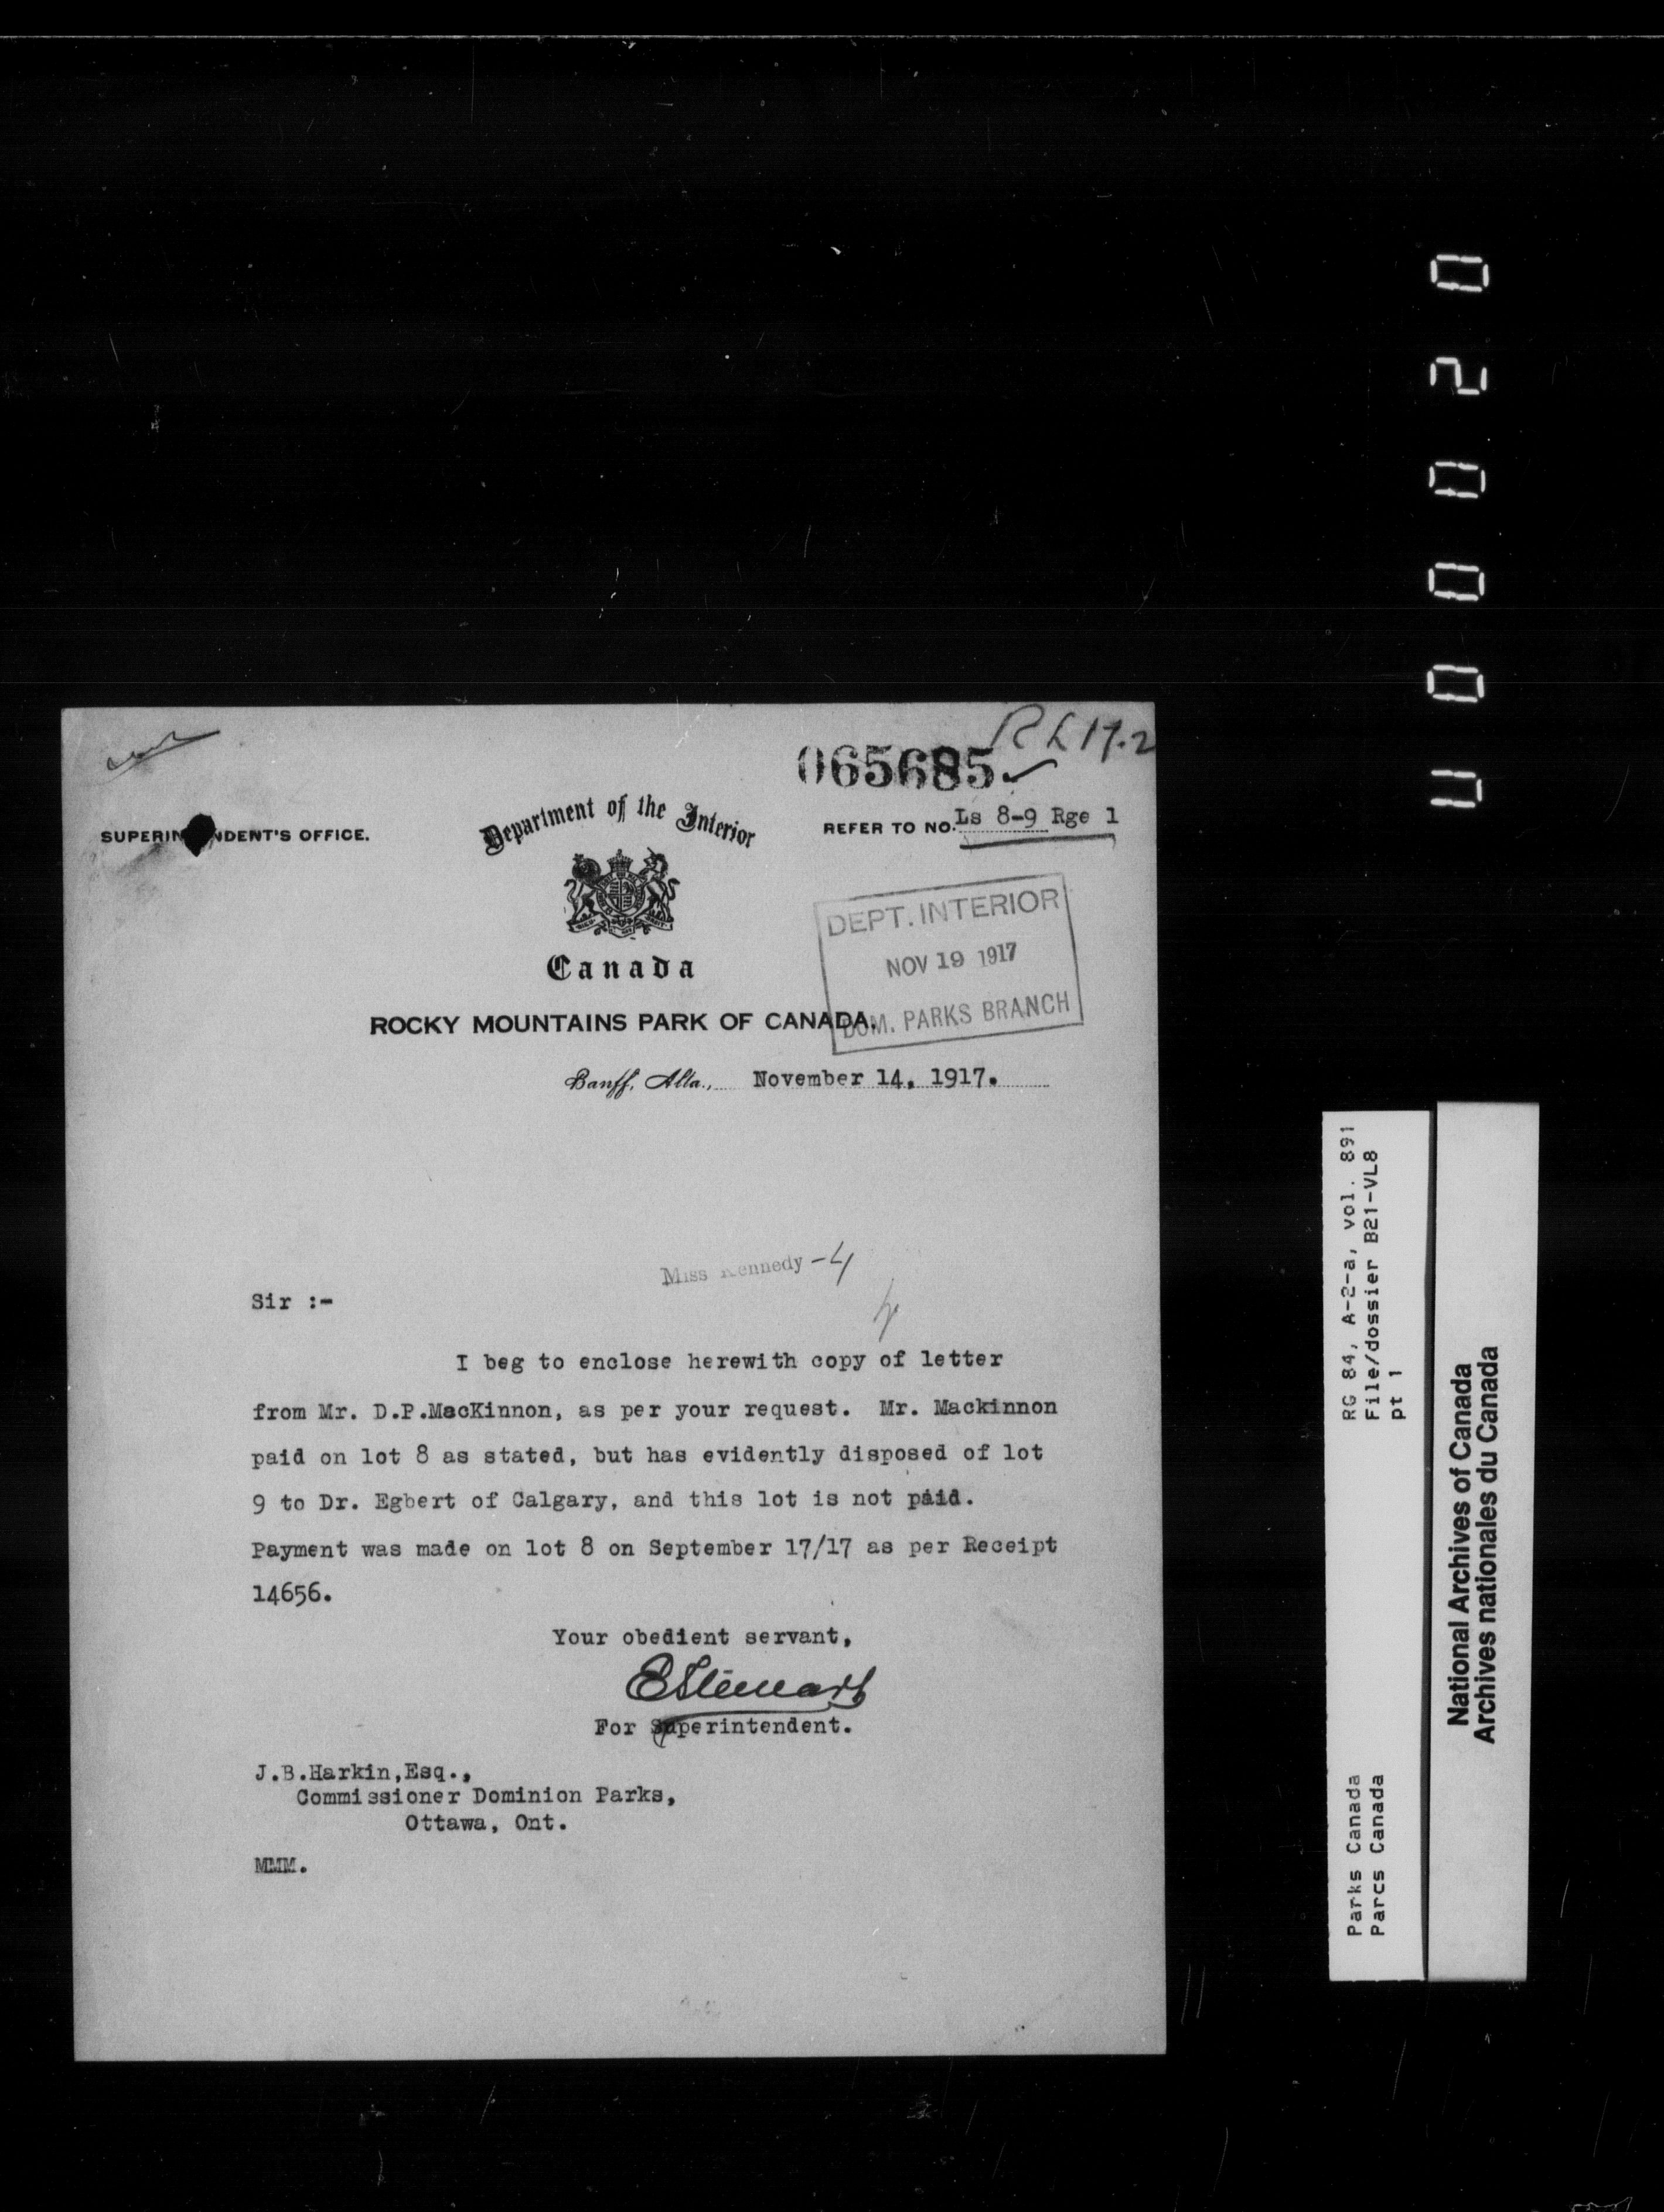 R L 17.2
065685
SUPERIN NDENT'S OFFICE.
Department of the Interior
REFER TO NO. Ls 8-9 Rge 1
Canada
DEPT. INTERIOR
NOV 19 1917
DOM. PARKS BRANCH
ROCKY MOUNTAINS PARK OF CANADA.
Banff, Alta., November 14, 1917.
Miss Kennedy - 4
Sir :-
I beg to enclose herewith copy of letter
from Mr. D.P.MacKinnon, as per your request. Mr. Mackinnon
paid on lot 8 as stated, but has evidently disposed of lot
9 to Dr. Egbert of Calgary, and this lot is not paid.
Payment was made on lot 8 on September 17/17 as per Receipt
14656.
Your obedient servant,
EStewart
For Superintendent.
J.B.Harkin,Esq.,
Commissioner Dominion Parks,
Ottawa, Ont.
MMM.
000020
RG 84, A-2-a, vol. 891
File/dossier B21-VL8
pt 1
Parks Canada
Parcs Canada
National Archives of Canada
Archives nationales du Canada